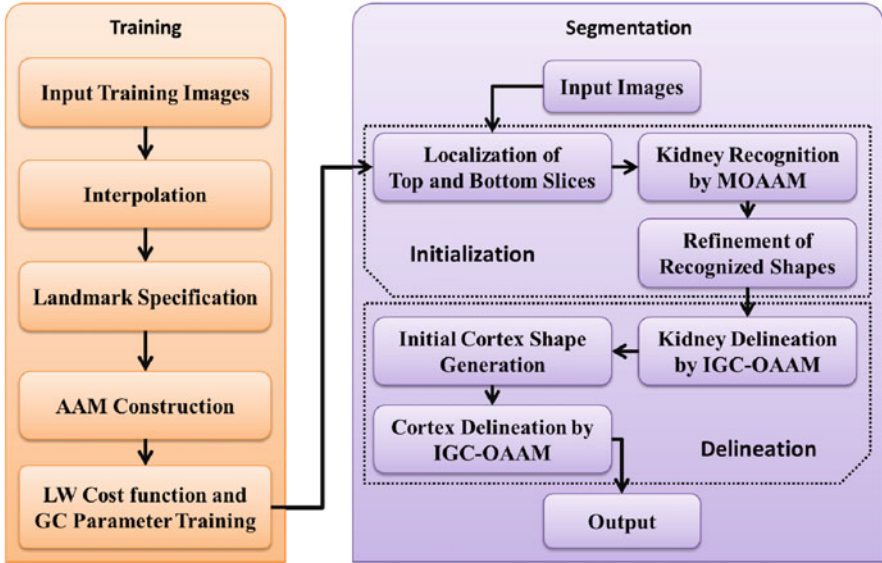 Training
Input Training Images
Interpolation
Landmark Specification
AAM Construction
LW Cost function and
GC Parameter Training
Segmentation
Input Images
Localization of
Top and Bottom Slices
Kidney Recognition
by MOAAM
Refinement of
Recognized Shapes
Initialization
Kidney Delineation
by IGC-OAAM
Initial Cortex Shape
Generation
Cortex Delineation by
IGC-OAAM
Delineation
Output